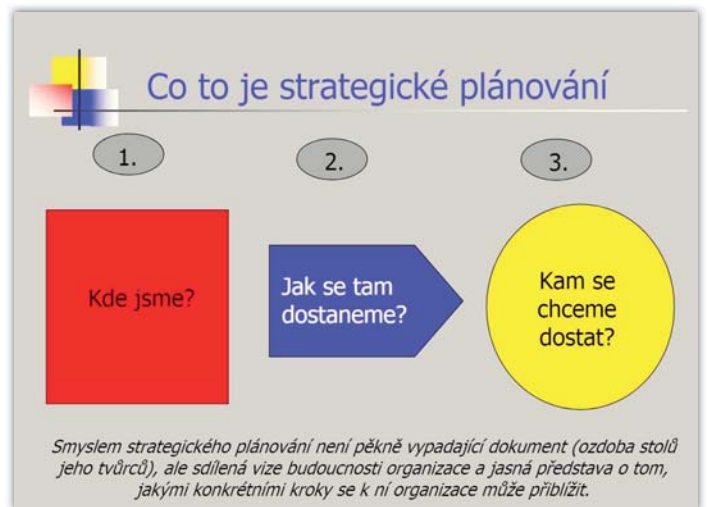 Co to je strategické plánování
1.
2.
3.
Kde jsme?
Jak se tam
dostaneme?
Kam se
chceme
dostat?
Smyslem strategického plánování není pěkně vypadající dokument (ozdoba stolů
jeho tvůrců), ale sdílená vize budoucnosti organizace a jasná představa o tom,
jakými konkrétními kroky se k ní organizace může přiblížit.